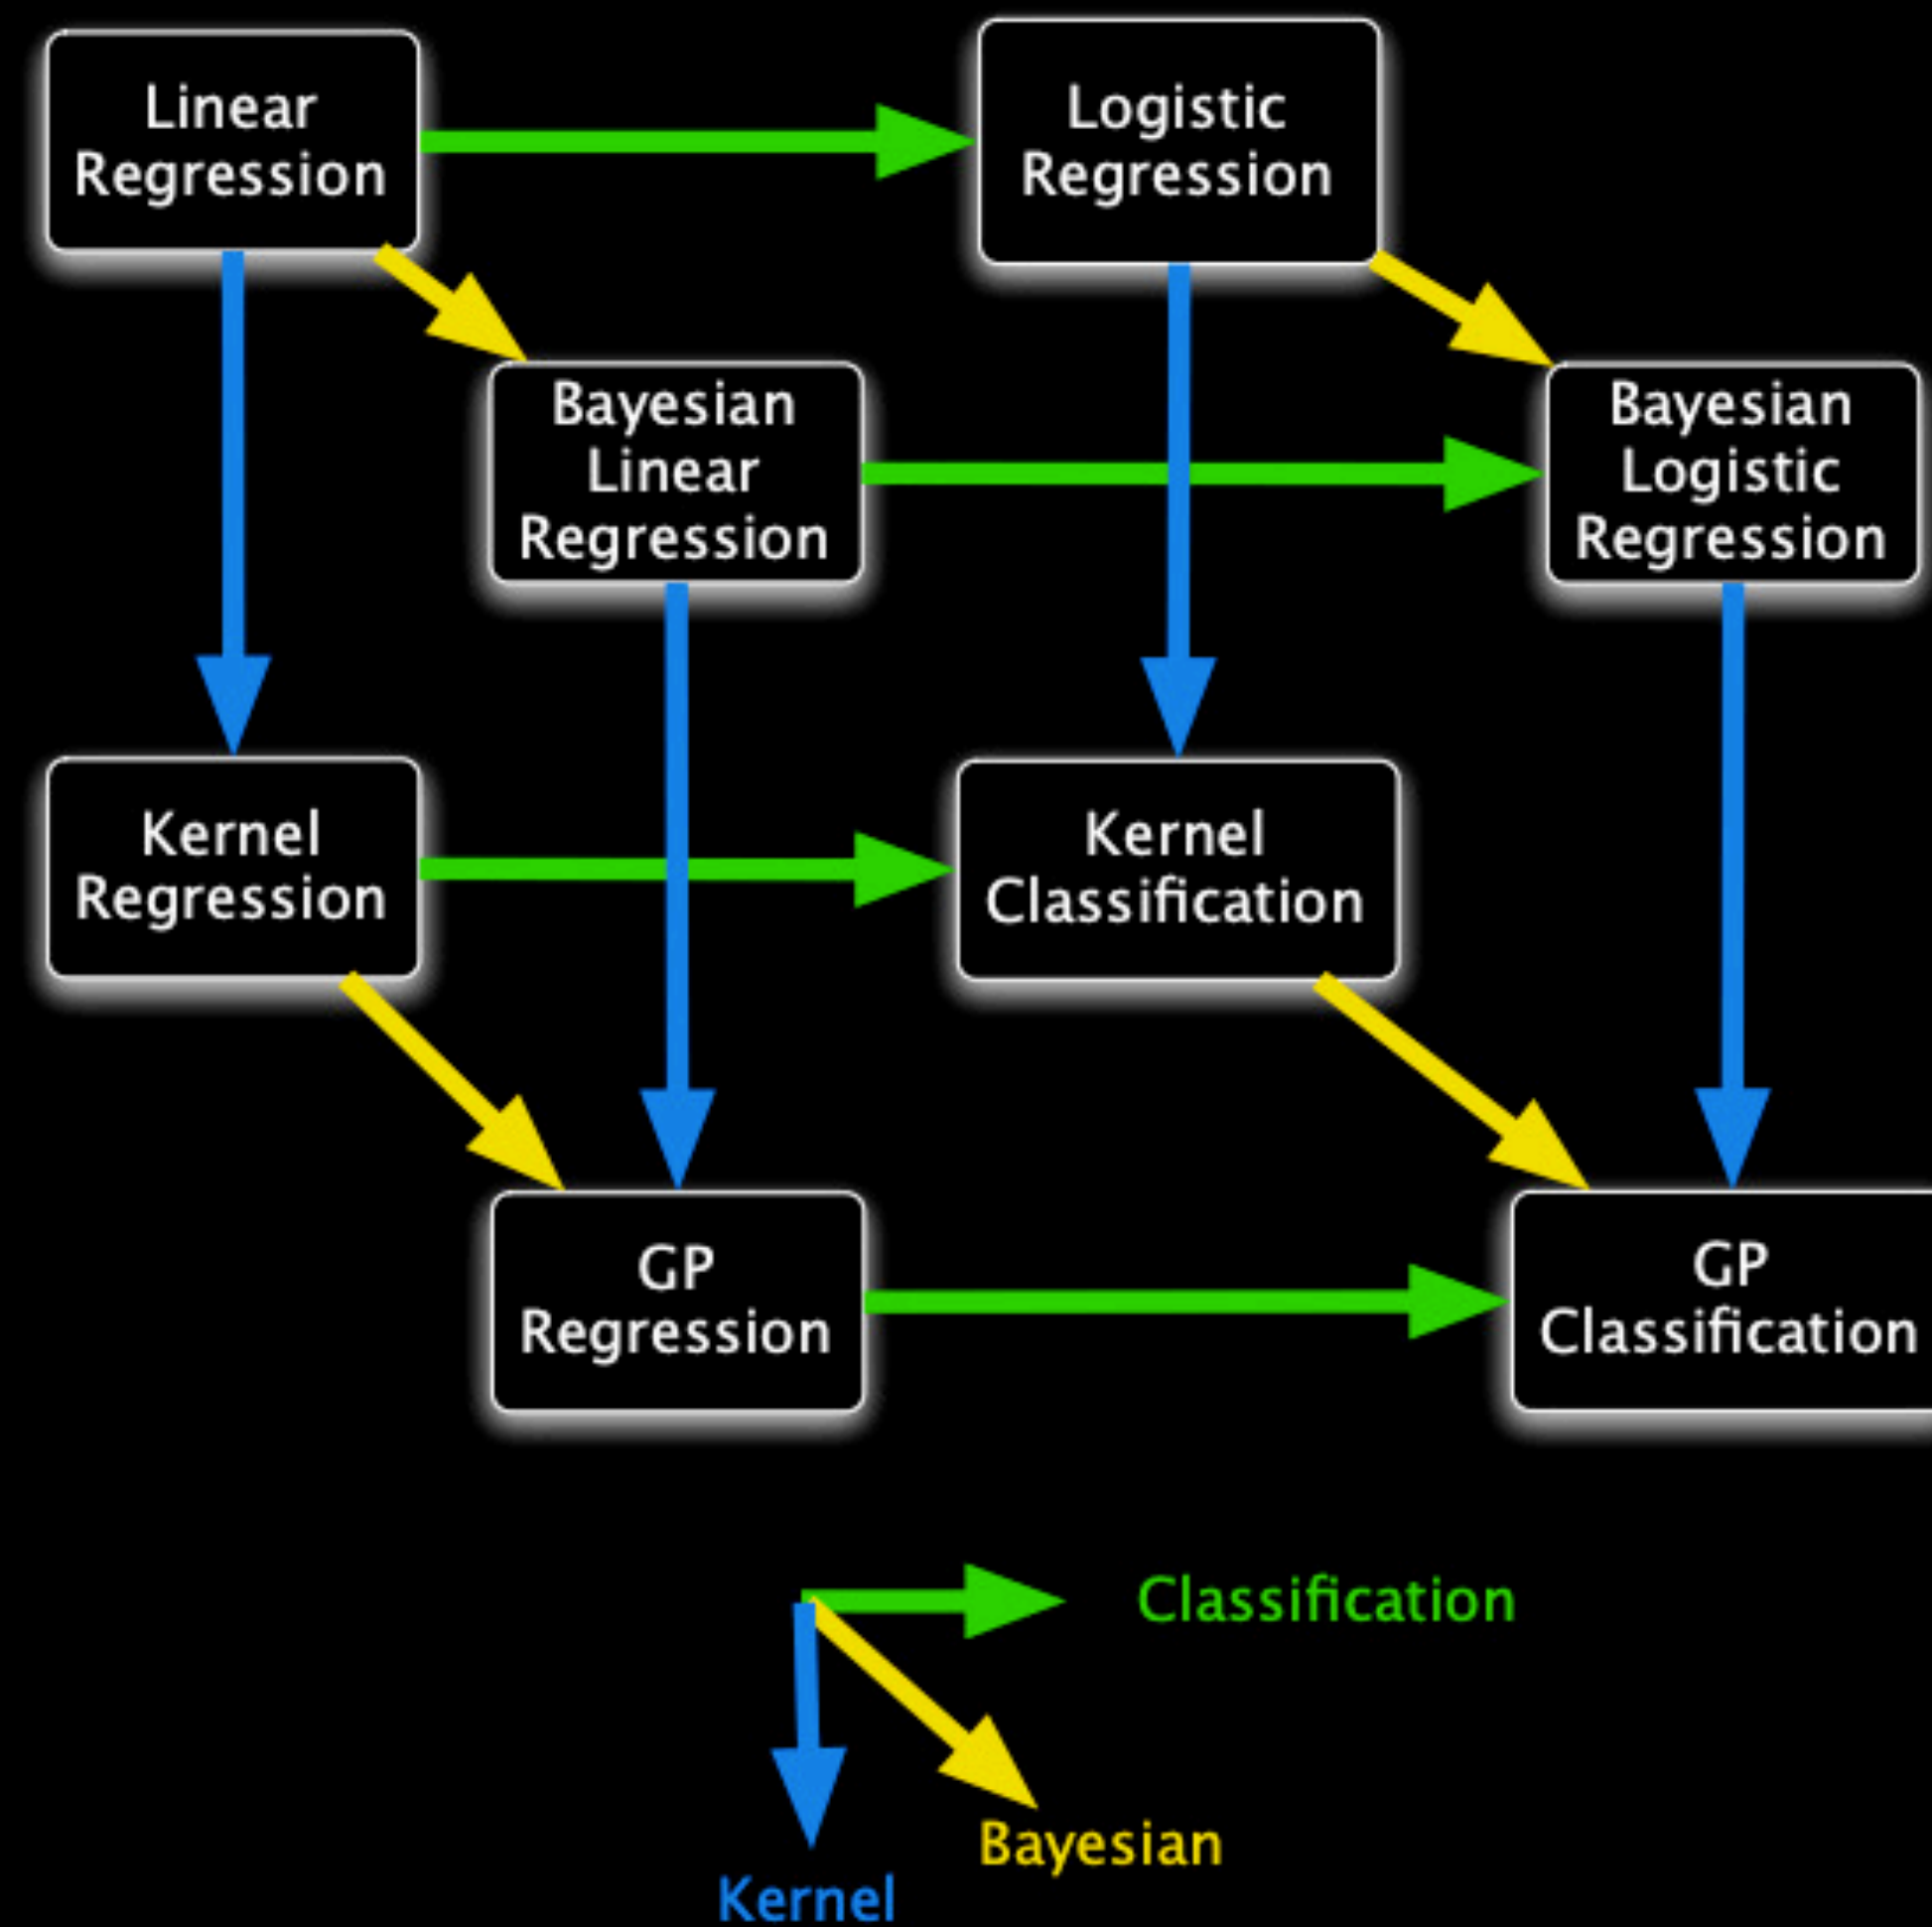 Linear
Regression
Logistic
Regression
Bayesian
Linear
Regression
Bayesian
Logistic
Regression
Kernel
Regression
Kernel
Classification
GP
Regression
GP
Classification
Classification
Bayesian
Kernel